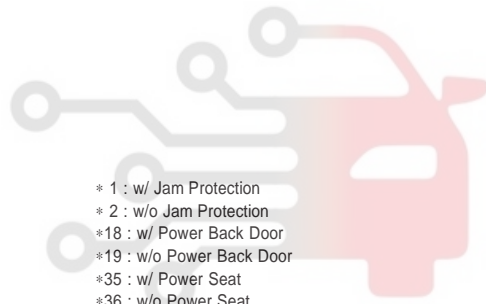 * 1 : w/ Jam Protection
* 2 : w/o Jam Protection
*18 : w/ Power Back Door
*19 : w/o Power Back Door
*35 : w/ Power Seat
*36 : w/o Power Seat